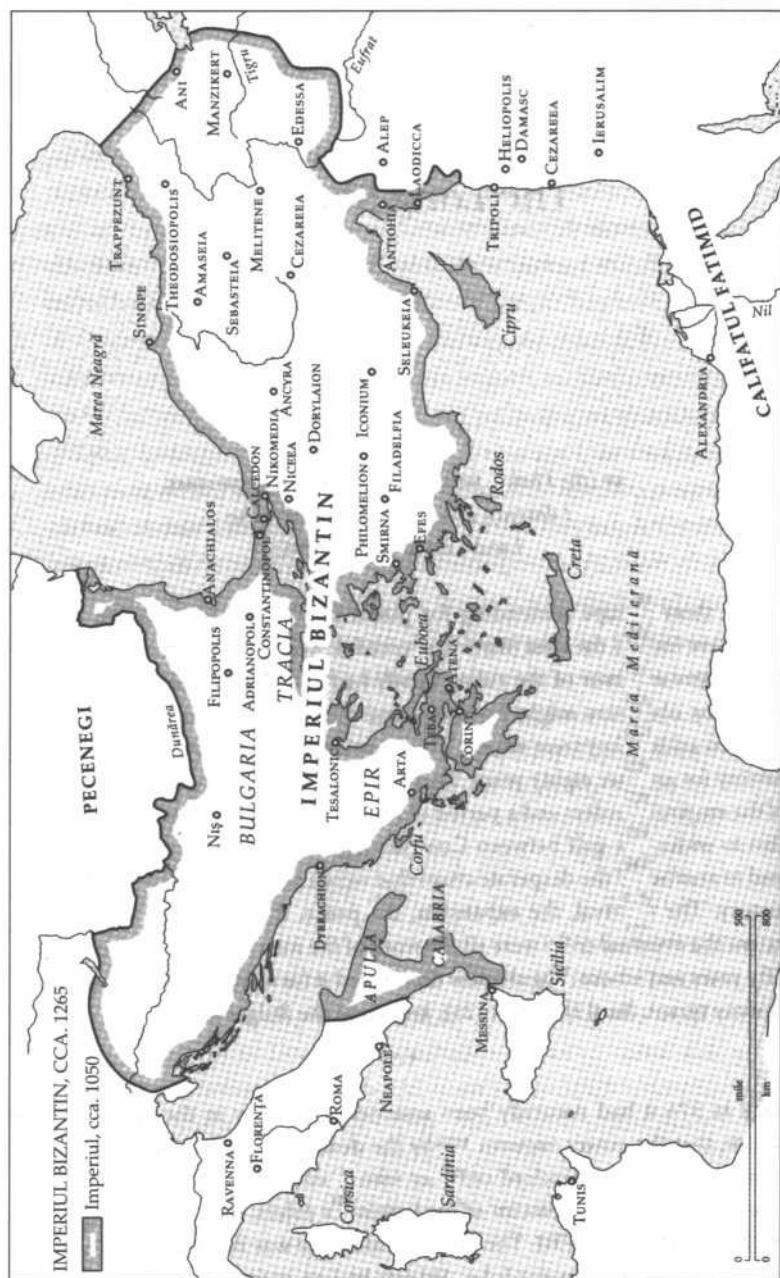 IMPERIUL BIZANTIN, CCA. 1265
Imperiul, cca. 1050
PECENEGI
Dunărea
Marea Neagră
SINOPE
TRAPPEZUNT
ANI
MANZIKERT
Tigru
EDESSA
Eufrat
THEODOSIOPOLIS
AMASEIA
SEBASTEIA
MELITENE
CEZAREEA
RAVENNA
FLORENȚA
ROMA
NEAPOLE
Corsica
Sardinia
TUNIS
NIȘ
BULGARIA
FILIPOPOLIS
ANACHIALOS
ADRIANOPOL
CONSTANTINOPOL
TRACIA
CALCEDON
NIKOMEDIA
NICEEA
ANCYRA
DORYLAION
IMPERIUL BIZANTIN
DYRRACHION
TESALONIC
EPIR
ARTA
Corfu
APULIA
CALABRIA
MESSINA
Sicilia
PHILOMELION
ICONIUM
SMIRNA
FILADELFIA
EFES
Euboea
ATENA
TEBA
CORINT
Rodos
Creta
SELEUKEIA
Cipru
ANTIOHIA
ALEP
LAODICCA
TRIPOLIO
HELIOPOLIS
DAMASC
CEZAREEA
IERUSALIM
Marea Mediterană
ALEXANDRIA
CALIFATUL FATIMID
Nil
0 mile 500
0 km 800